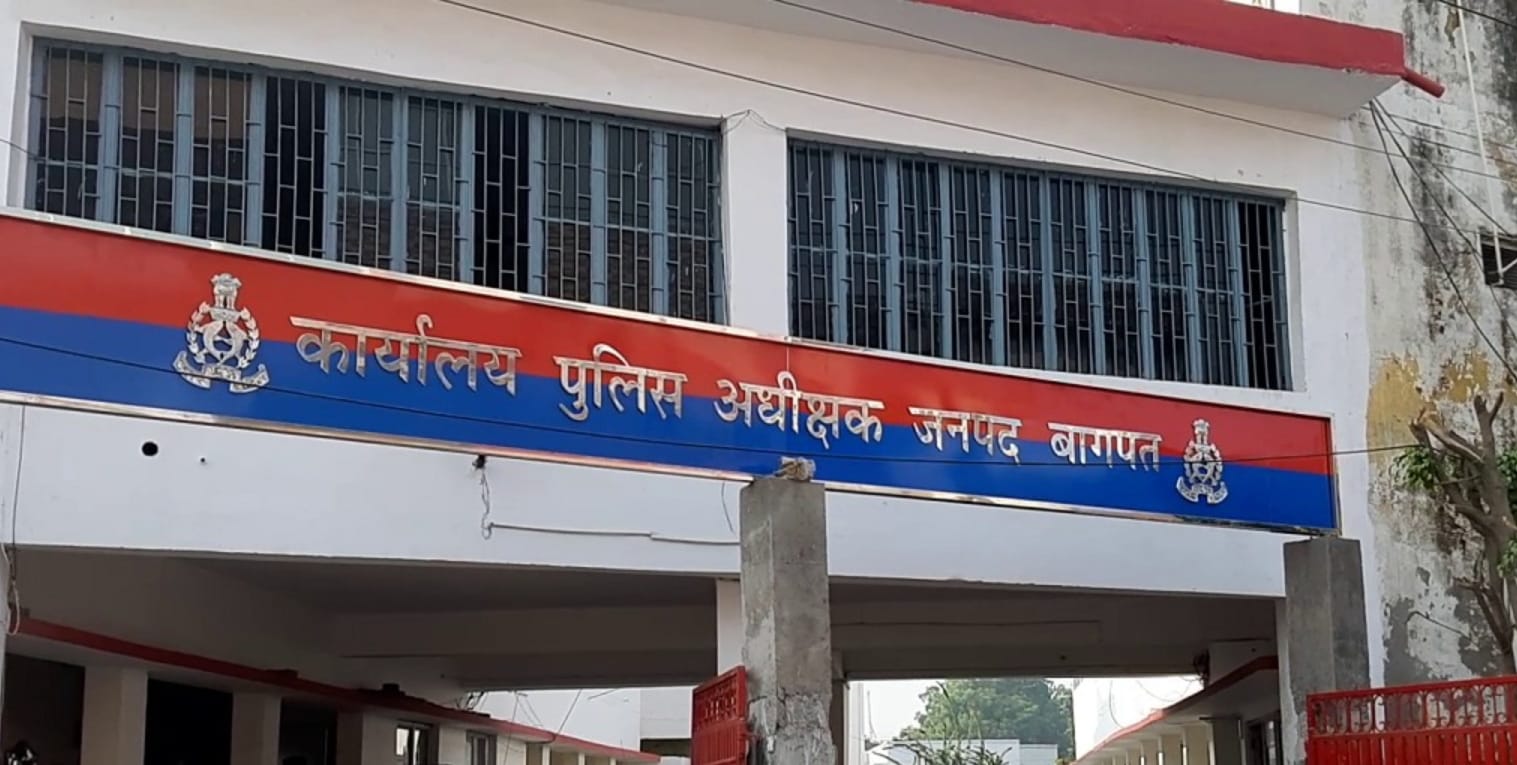 कार्यालय पुलिस अधीक्षक जनपद बागपत